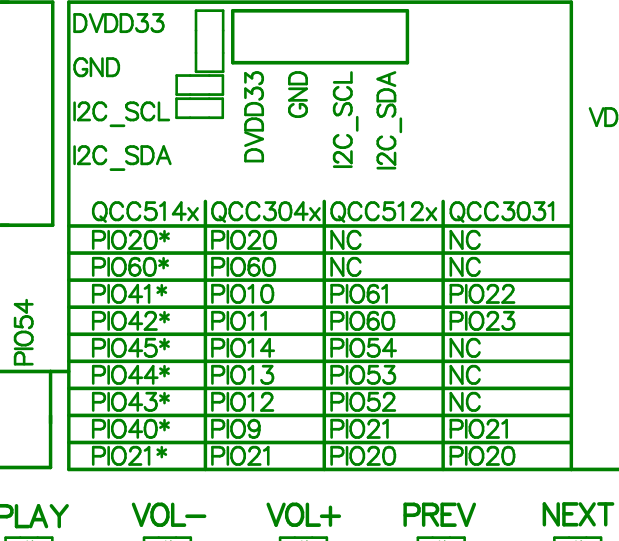 DVDD33
GND
I2C_SCL
I2C_SDA
DVDD33
GND
I2C_SCL
I2C_SDA
VD
QCC514x QCC304x QCC512x QCC3031
PIO20* PIO20 NC NC
PIO60* PIO60 NC NC
PIO41* PIO10 PIO61 PIO22
PIO42* PIO11 PIO60 PIO23
PIO45* PIO14 PIO54 NC
PIO44* PIO13 PIO53 NC
PIO43* PIO12 PIO52 NC
PIO40* PIO9 PIO21 PIO21
PIO21* PIO21 PIO20 PIO20
PIO54
PLAY VOL- VOL+ PREV NEXT